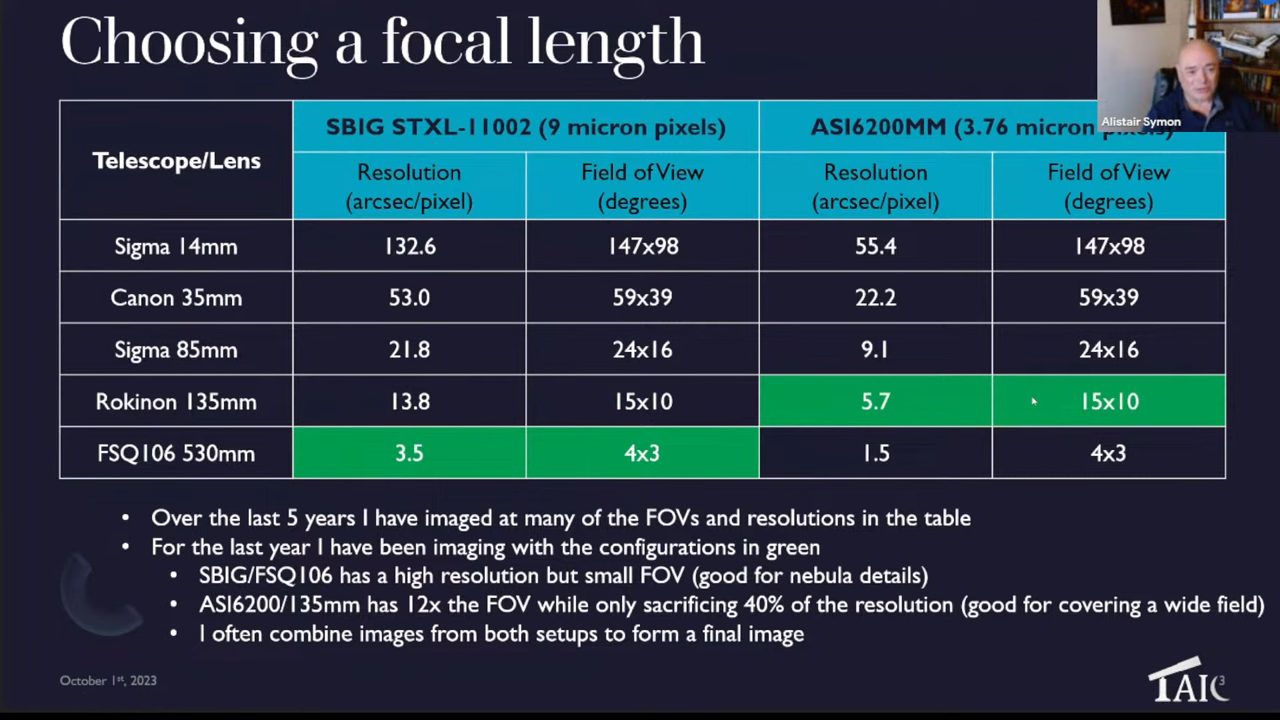 Choosing a focal length
Alistair Symon
Telescope/Lens
SBIG STXL-11002 (9 micron pixels)
ASI6200MM (3.76 micron pixels)
Resolution
(arcsec/pixel)
Field of View
(degrees)
Resolution
(arcsec/pixel)
Field of View
(degrees)
Sigma 14mm 132.6 147x98 55.4 147x98
Canon 35mm 53.0 59x39 22.2 59x39
Sigma 85mm 21.8 24x16 9.1 24x16
Rokinon 135mm 13.8 15x10 5.7 15x10
FSQ106 530mm 3.5 4x3 1.5 4x3
• Over the last 5 years I have imaged at many of the FOVs and resolutions in the table
• For the last year I have been imaging with the configurations in green
• SBIG/FSQ106 has a high resolution but small FOV (good for nebula details)
• ASI6200/135mm has 12x the FOV while only sacrificing 40% of the resolution (good for covering a wide field)
• I often combine images from both setups to form a final image
October 1st, 2023
TAIC
3